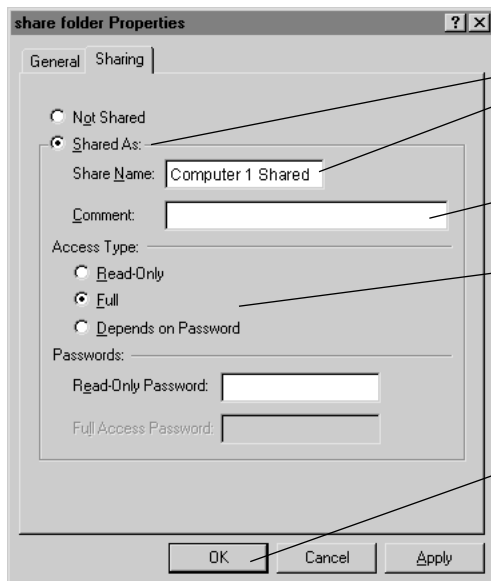 share folder Properties
General Sharing
Not Shared
Shared As:
Share Name: Computer 1 Shared
Comment:
Access Type:
Read-Only
Full
Depends on Password
Passwords:
Read-Only Password:
Full Access Password:
OK Cancel Apply